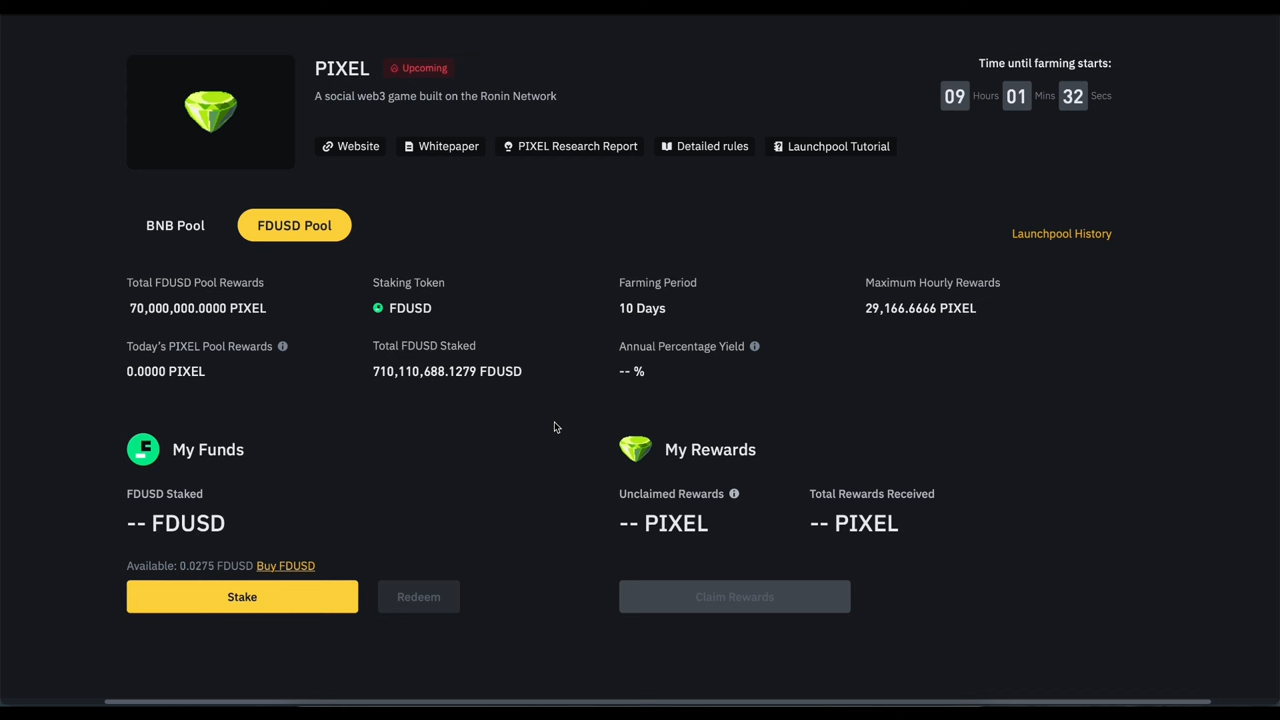 PIXEL Upcoming
Time until farming starts:
A social web3 game built on the Ronin Network
09 Hours 01 Mins 32 Secs
Website Whitepaper PIXEL Research Report Detailed rules Launchpool Tutorial
BNB Pool FDUSD Pool
Launchpool History
Total FDUSD Pool Rewards Staking Token Farming Period Maximum Hourly Rewards
70,000,000.0000 PIXEL FDUSD 10 Days 29,166.6666 PIXEL
Today's PIXEL Pool Rewards Total FDUSD Staked Annual Percentage Yield
0.0000 PIXEL 710,110,688.1279 FDUSD -- %
My Funds My Rewards
FDUSD Staked Unclaimed Rewards Total Rewards Received
-- FDUSD -- PIXEL -- PIXEL
Available: 0.0275 FDUSD Buy FDUSD
Stake Redeem Claim Rewards